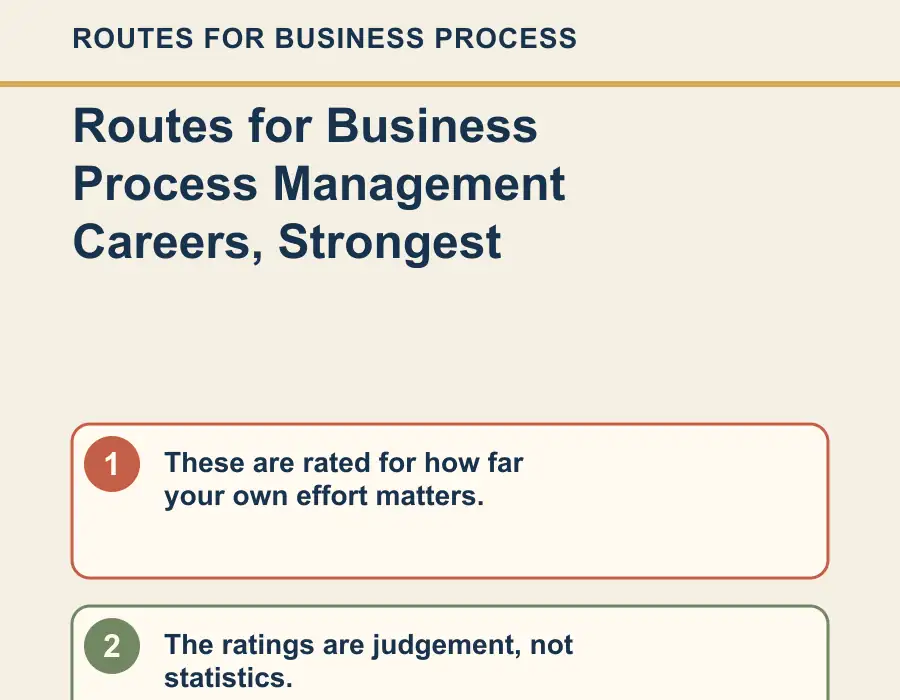 ROUTES FOR BUSINESS PROCESS
Routes for Business
Process Management
Careers, Strongest
1
These are rated for how far
your own effort matters.
2
The ratings are judgement, not
statistics.